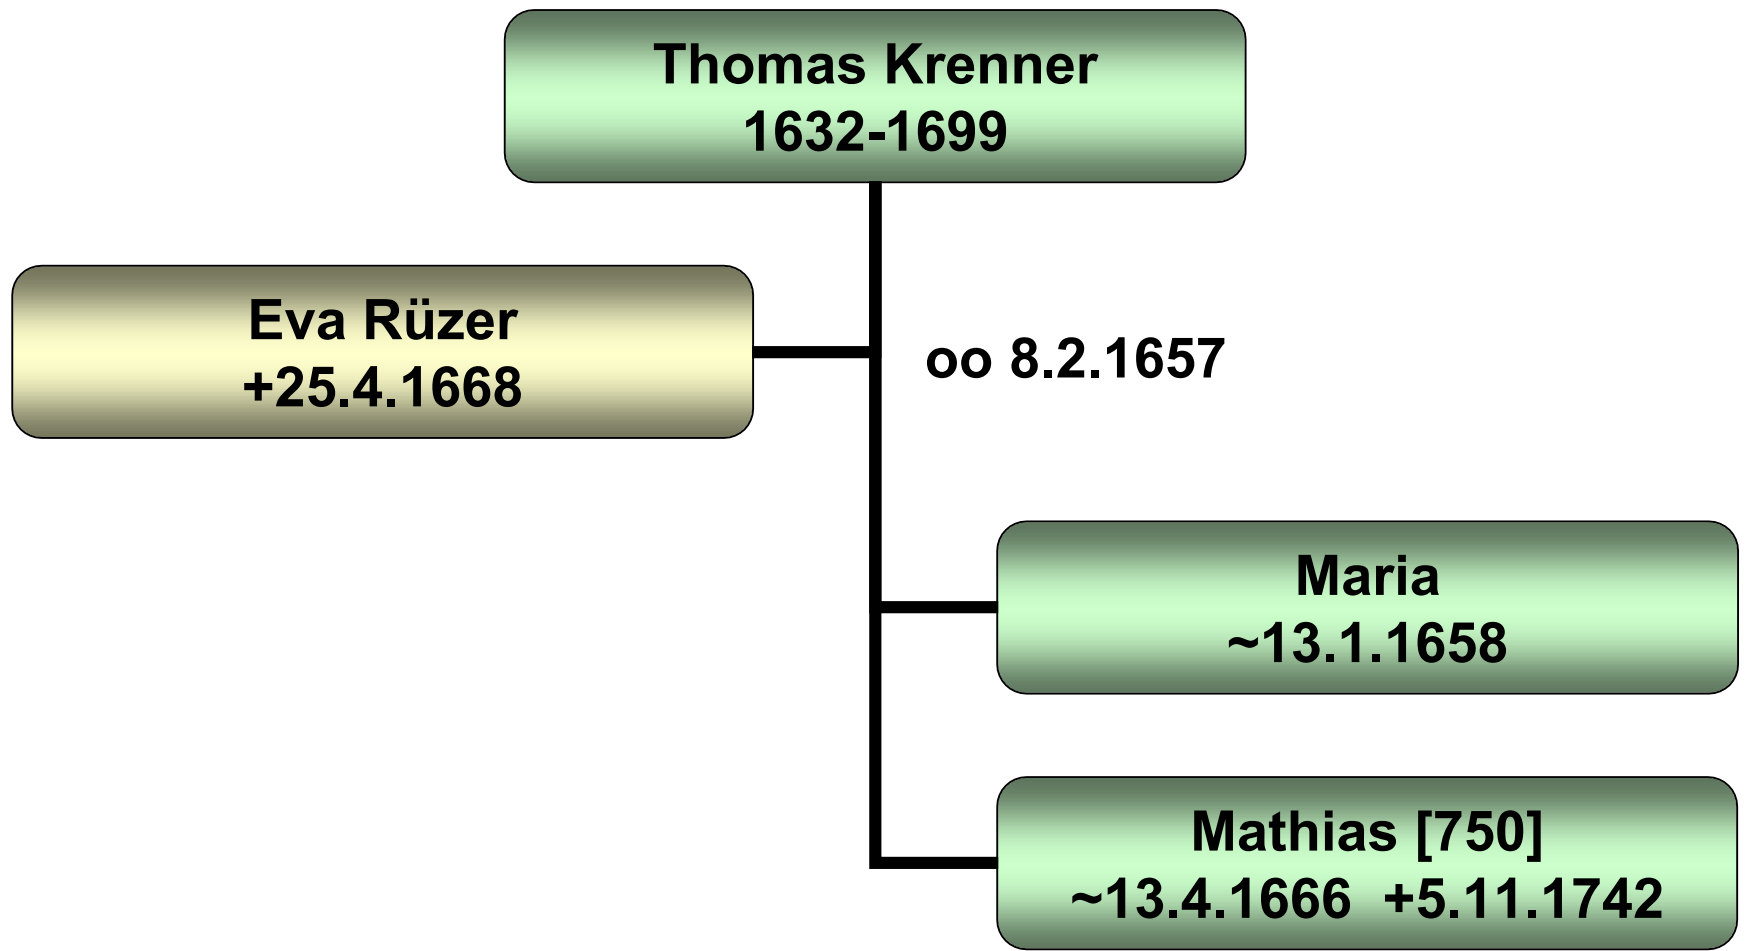 Thomas Krenner
1632-1699
Eva Rüzer
+25.4.1668
oo 8.2.1657
Maria
~13.1.1658
Mathias [750]
~13.4.1666  +5.11.1742